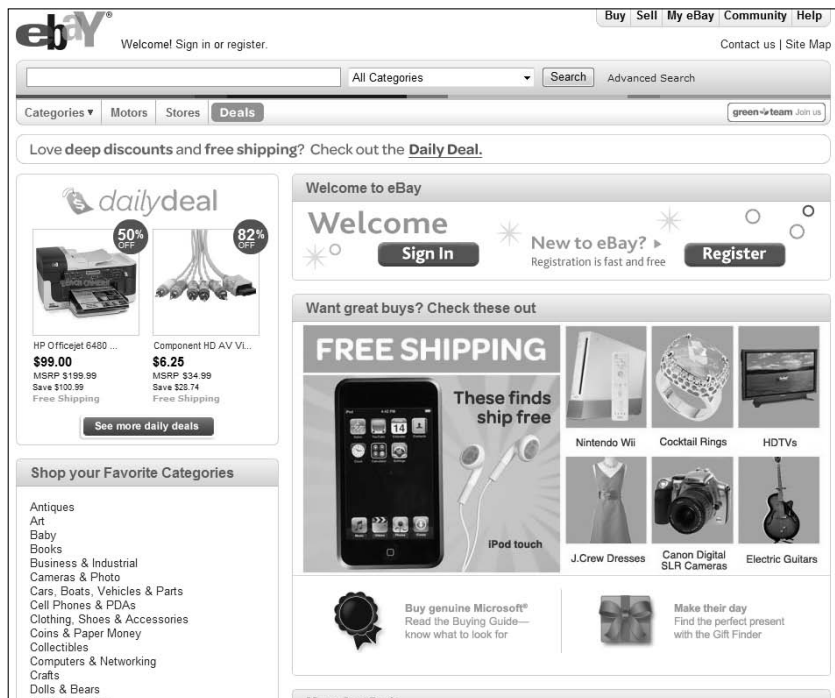 ebaY®
Buy Sell My eBay Community Help
Welcome! Sign in or register.
Contact us | Site Map
All Categories
Search
Advanced Search
Categories ▼ Motors Stores Deals
green team Join us
Love deep discounts and free shipping? Check out the Daily Deal.
dailydeal
50% OFF
82% OFF
HP Officejet 6480 ...
$99.00
MSRP $199.99
Save $100.99
Free Shipping
Component HD AV Vi...
$6.25
MSRP $34.99
Save $28.74
Free Shipping
See more daily deals
Shop your Favorite Categories
Antiques
Art
Baby
Books
Business & Industrial
Cameras & Photo
Cars, Boats, Vehicles & Parts
Cell Phones & PDAs
Clothing, Shoes & Accessories
Coins & Paper Money
Collectibles
Computers & Networking
Crafts
Dolls & Bears
Welcome to eBay
Welcome
Sign In
New to eBay?
Registration is fast and free
Register
Want great buys? Check these out
FREE SHIPPING
These finds
ship free
iPod touch
Nintendo Wii
Cocktail Rings
HDTVs
J.Crew Dresses
Canon Digital
SLR Cameras
Electric Guitars
Buy genuine Microsoft®
Read the Buying Guide—
know what to look for
Make their day
Find the perfect present
with the Gift Finder